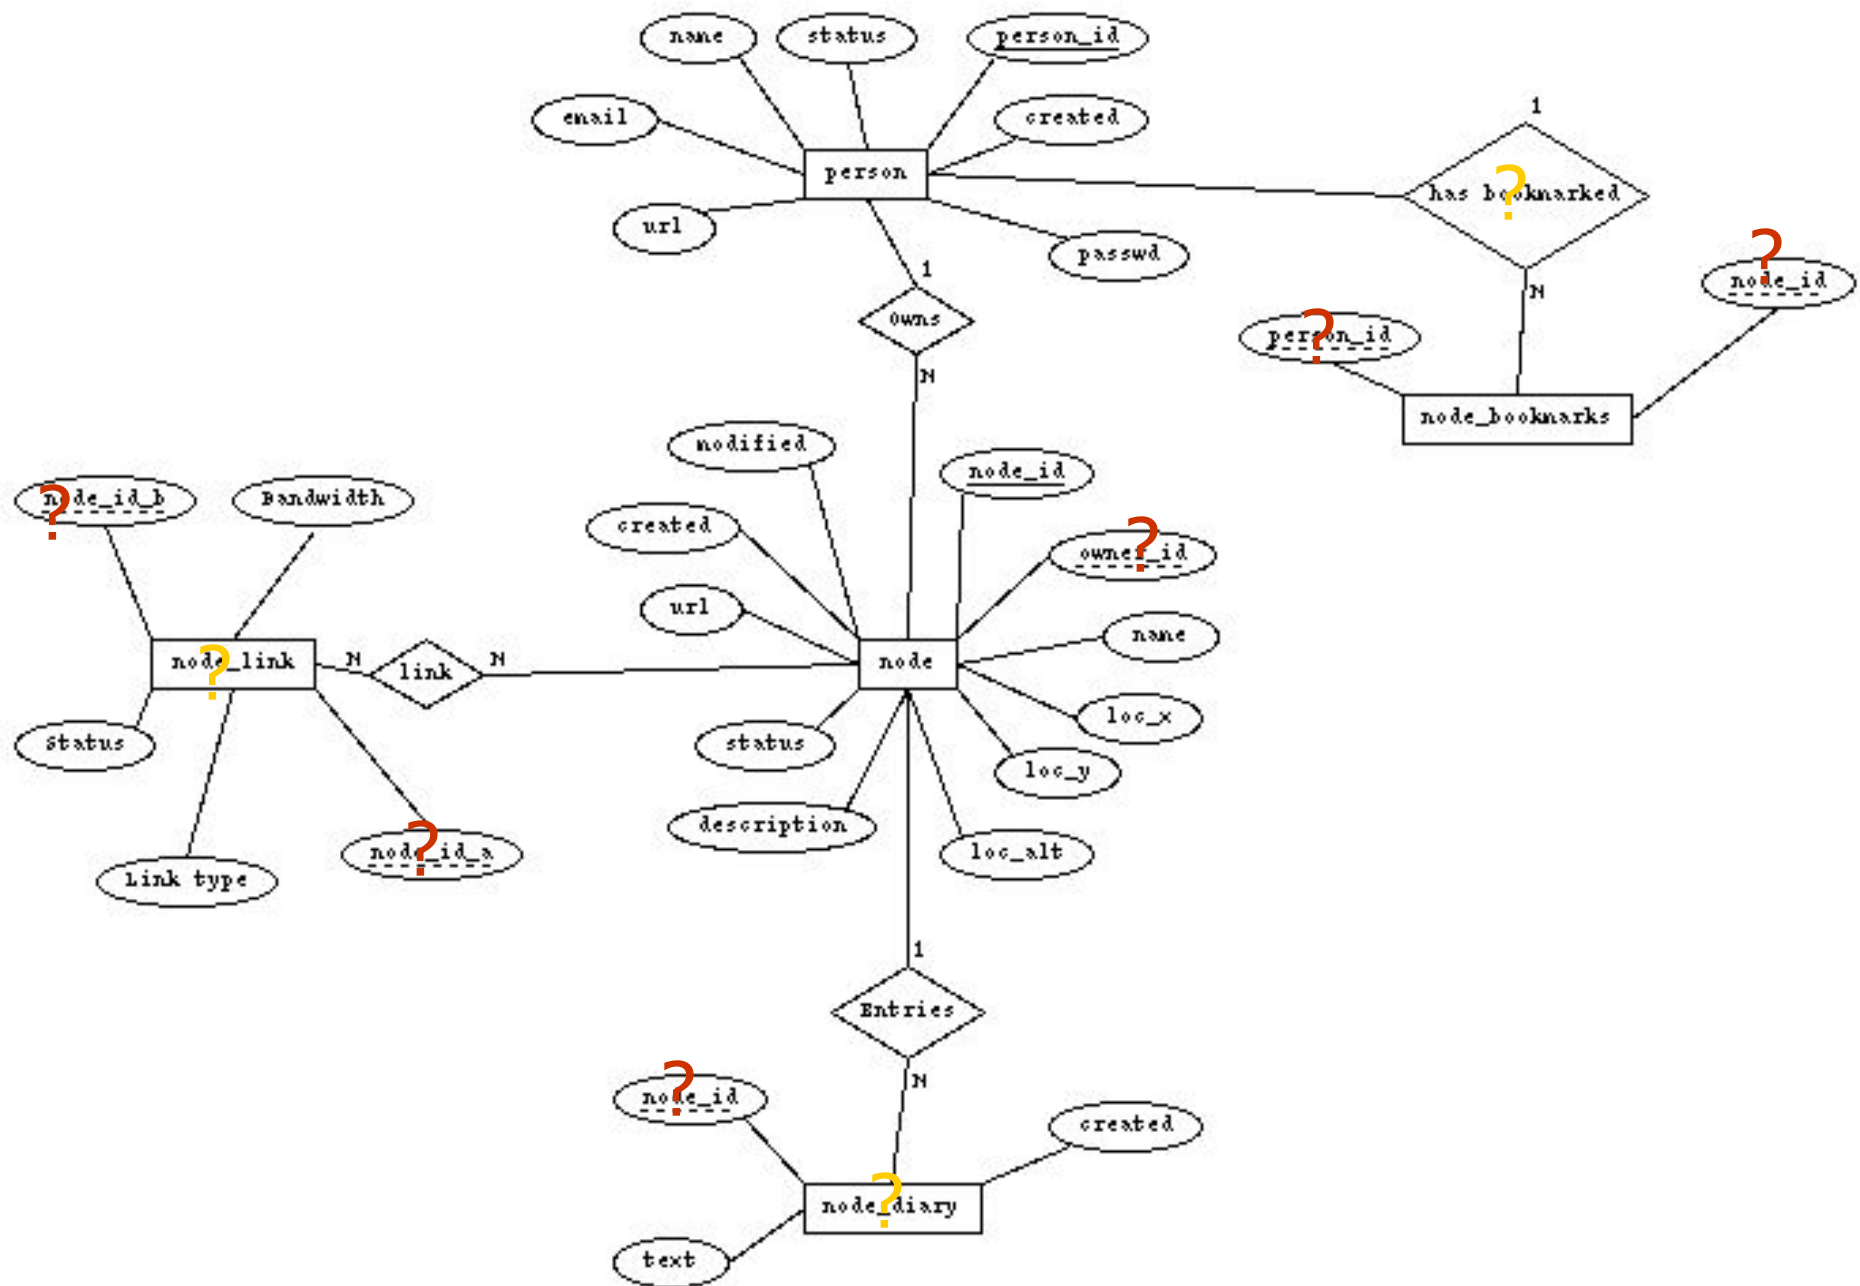 name
status
person_id
email
created
1
person
has bookmarked
?
url
passwd
1
?
node_id
owns
N
?
person_id
N
node_bookmarks
modified
node_id
?
node_id_b
Bandwidth
created
?
owner_id
url
name
node_link
?
N
link
N
node
loc_x
Status
status
loc_y
description
?
node_id_a
loc_alt
Link type
1
Entries
N
?
node_id
created
?
node_diary
text